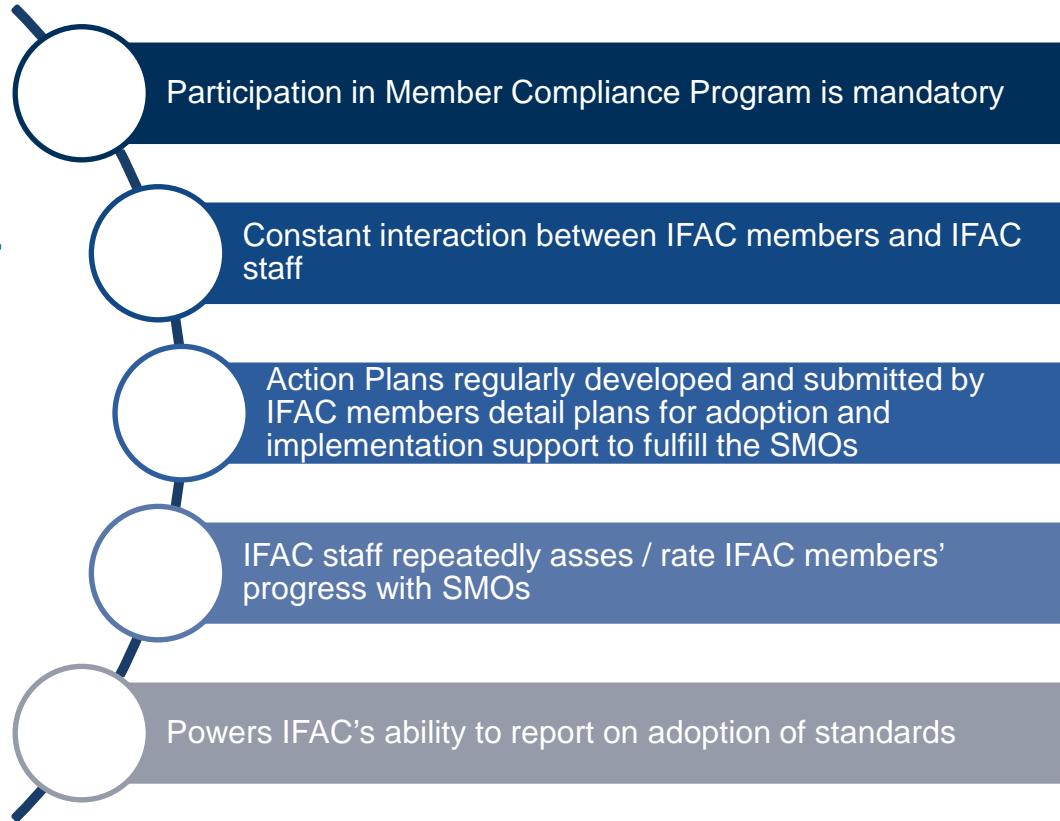 Participation in Member Compliance Program is mandatory
Constant interaction between IFAC members and IFAC
staff
Action Plans regularly developed and submitted by
IFAC members detail plans for adoption and
implementation support to fulfill the SMOs
IFAC staff repeatedly asses / rate IFAC members’
progress with SMOs
Powers IFAC’s ability to report on adoption of standards